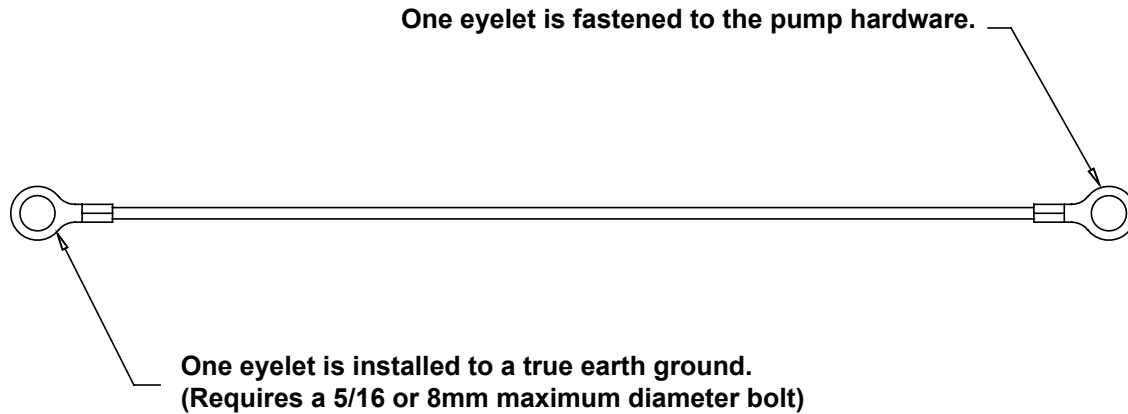 One eyelet is fastened to the pump hardware.
One eyelet is installed to a true earth ground.
(Requires a 5/16 or 8mm maximum diameter bolt)